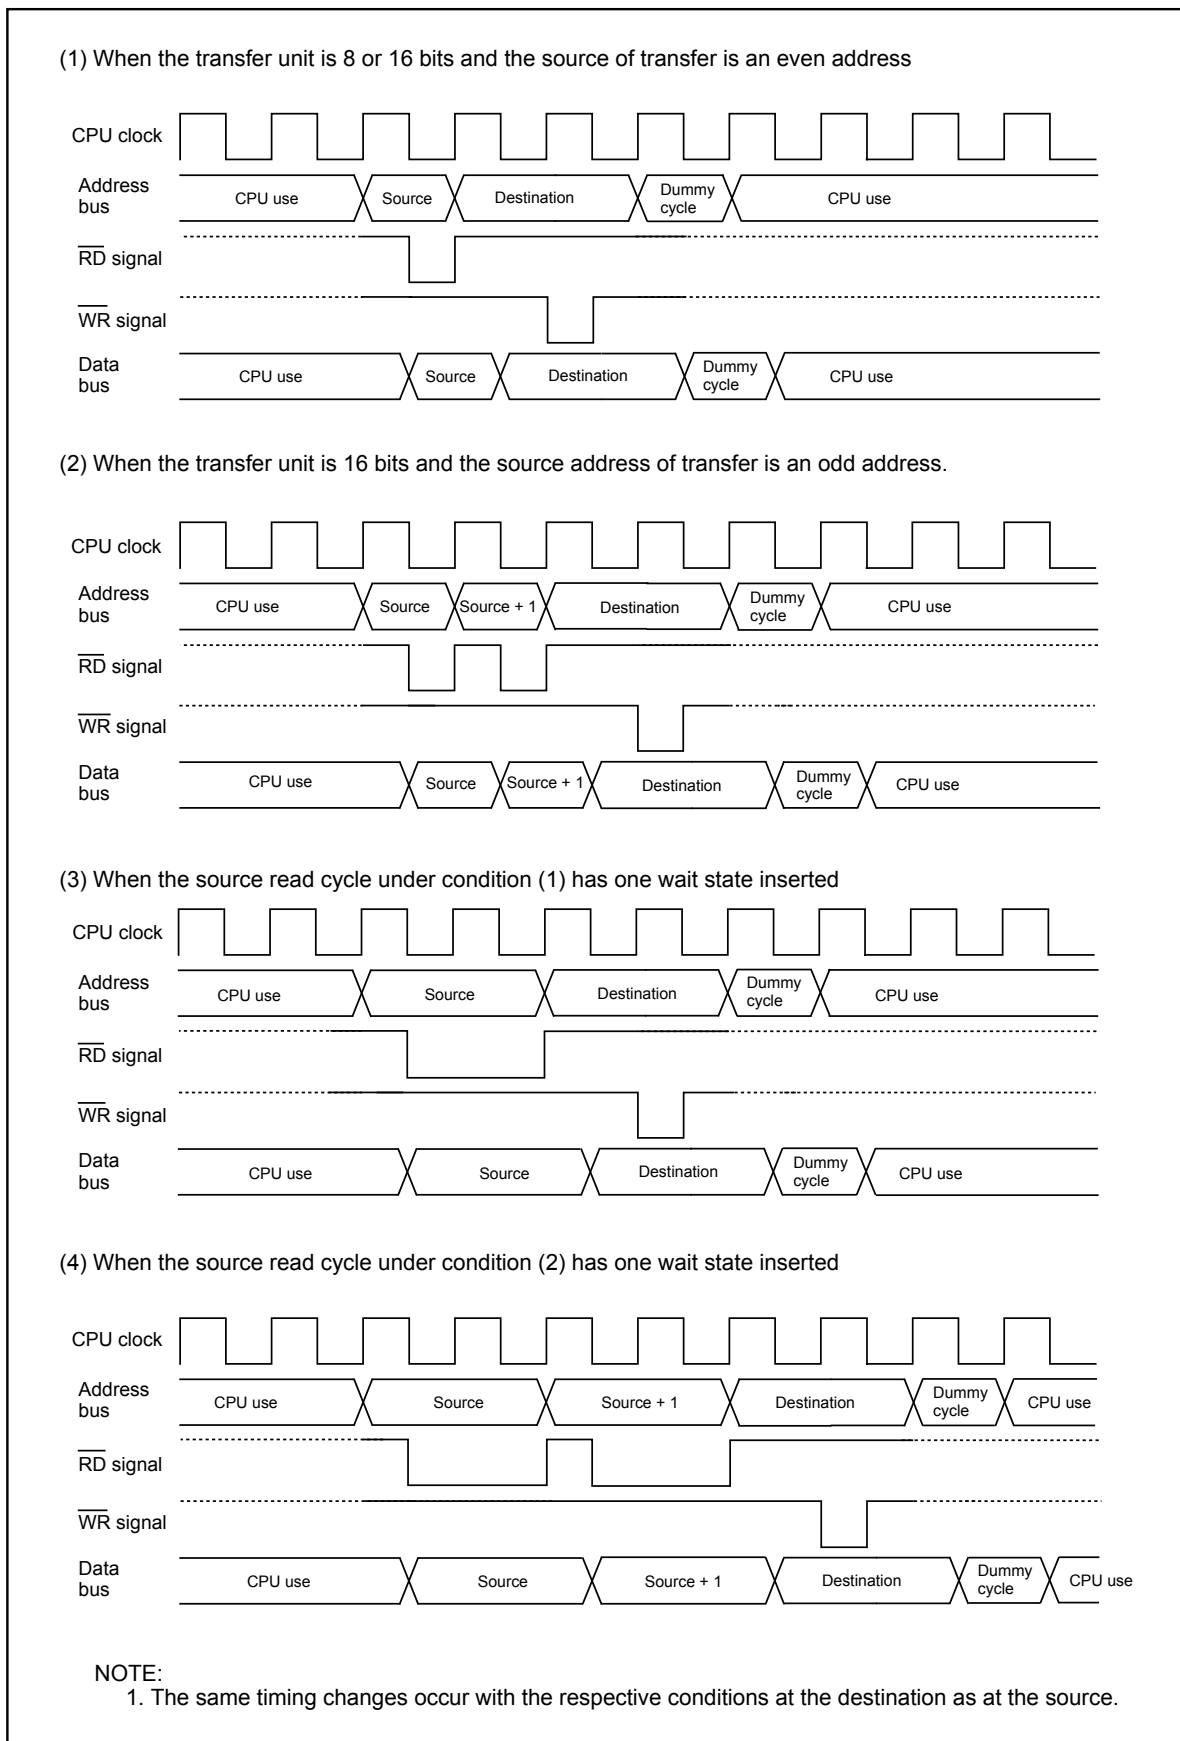 (1) When the transfer unit is 8 or 16 bits and the source of transfer is an even address
CPU clock
Address
bus
CPU use
Source
Destination
Dummy
cycle
CPU use
RD signal
WR signal
Data
bus
CPU use
Source
Destination
Dummy
cycle
CPU use
(2) When the transfer unit is 16 bits and the source address of transfer is an odd address.
CPU clock
Address
bus
CPU use
Source
Source + 1
Destination
Dummy
cycle
CPU use
RD signal
WR signal
Data
bus
CPU use
Source
Source + 1
Destination
Dummy
cycle
CPU use
(3) When the source read cycle under condition (1) has one wait state inserted
CPU clock
Address
bus
CPU use
Source
Destination
Dummy
cycle
CPU use
RD signal
WR signal
Data
bus
CPU use
Source
Destination
Dummy
cycle
CPU use
(4) When the source read cycle under condition (2) has one wait state inserted
CPU clock
Address
bus
CPU use
Source
Source + 1
Destination
Dummy
cycle
CPU use
RD signal
WR signal
Data
bus
CPU use
Source
Source + 1
Destination
Dummy
cycle
CPU use
NOTE:
1. The same timing changes occur with the respective conditions at the destination as at the source.